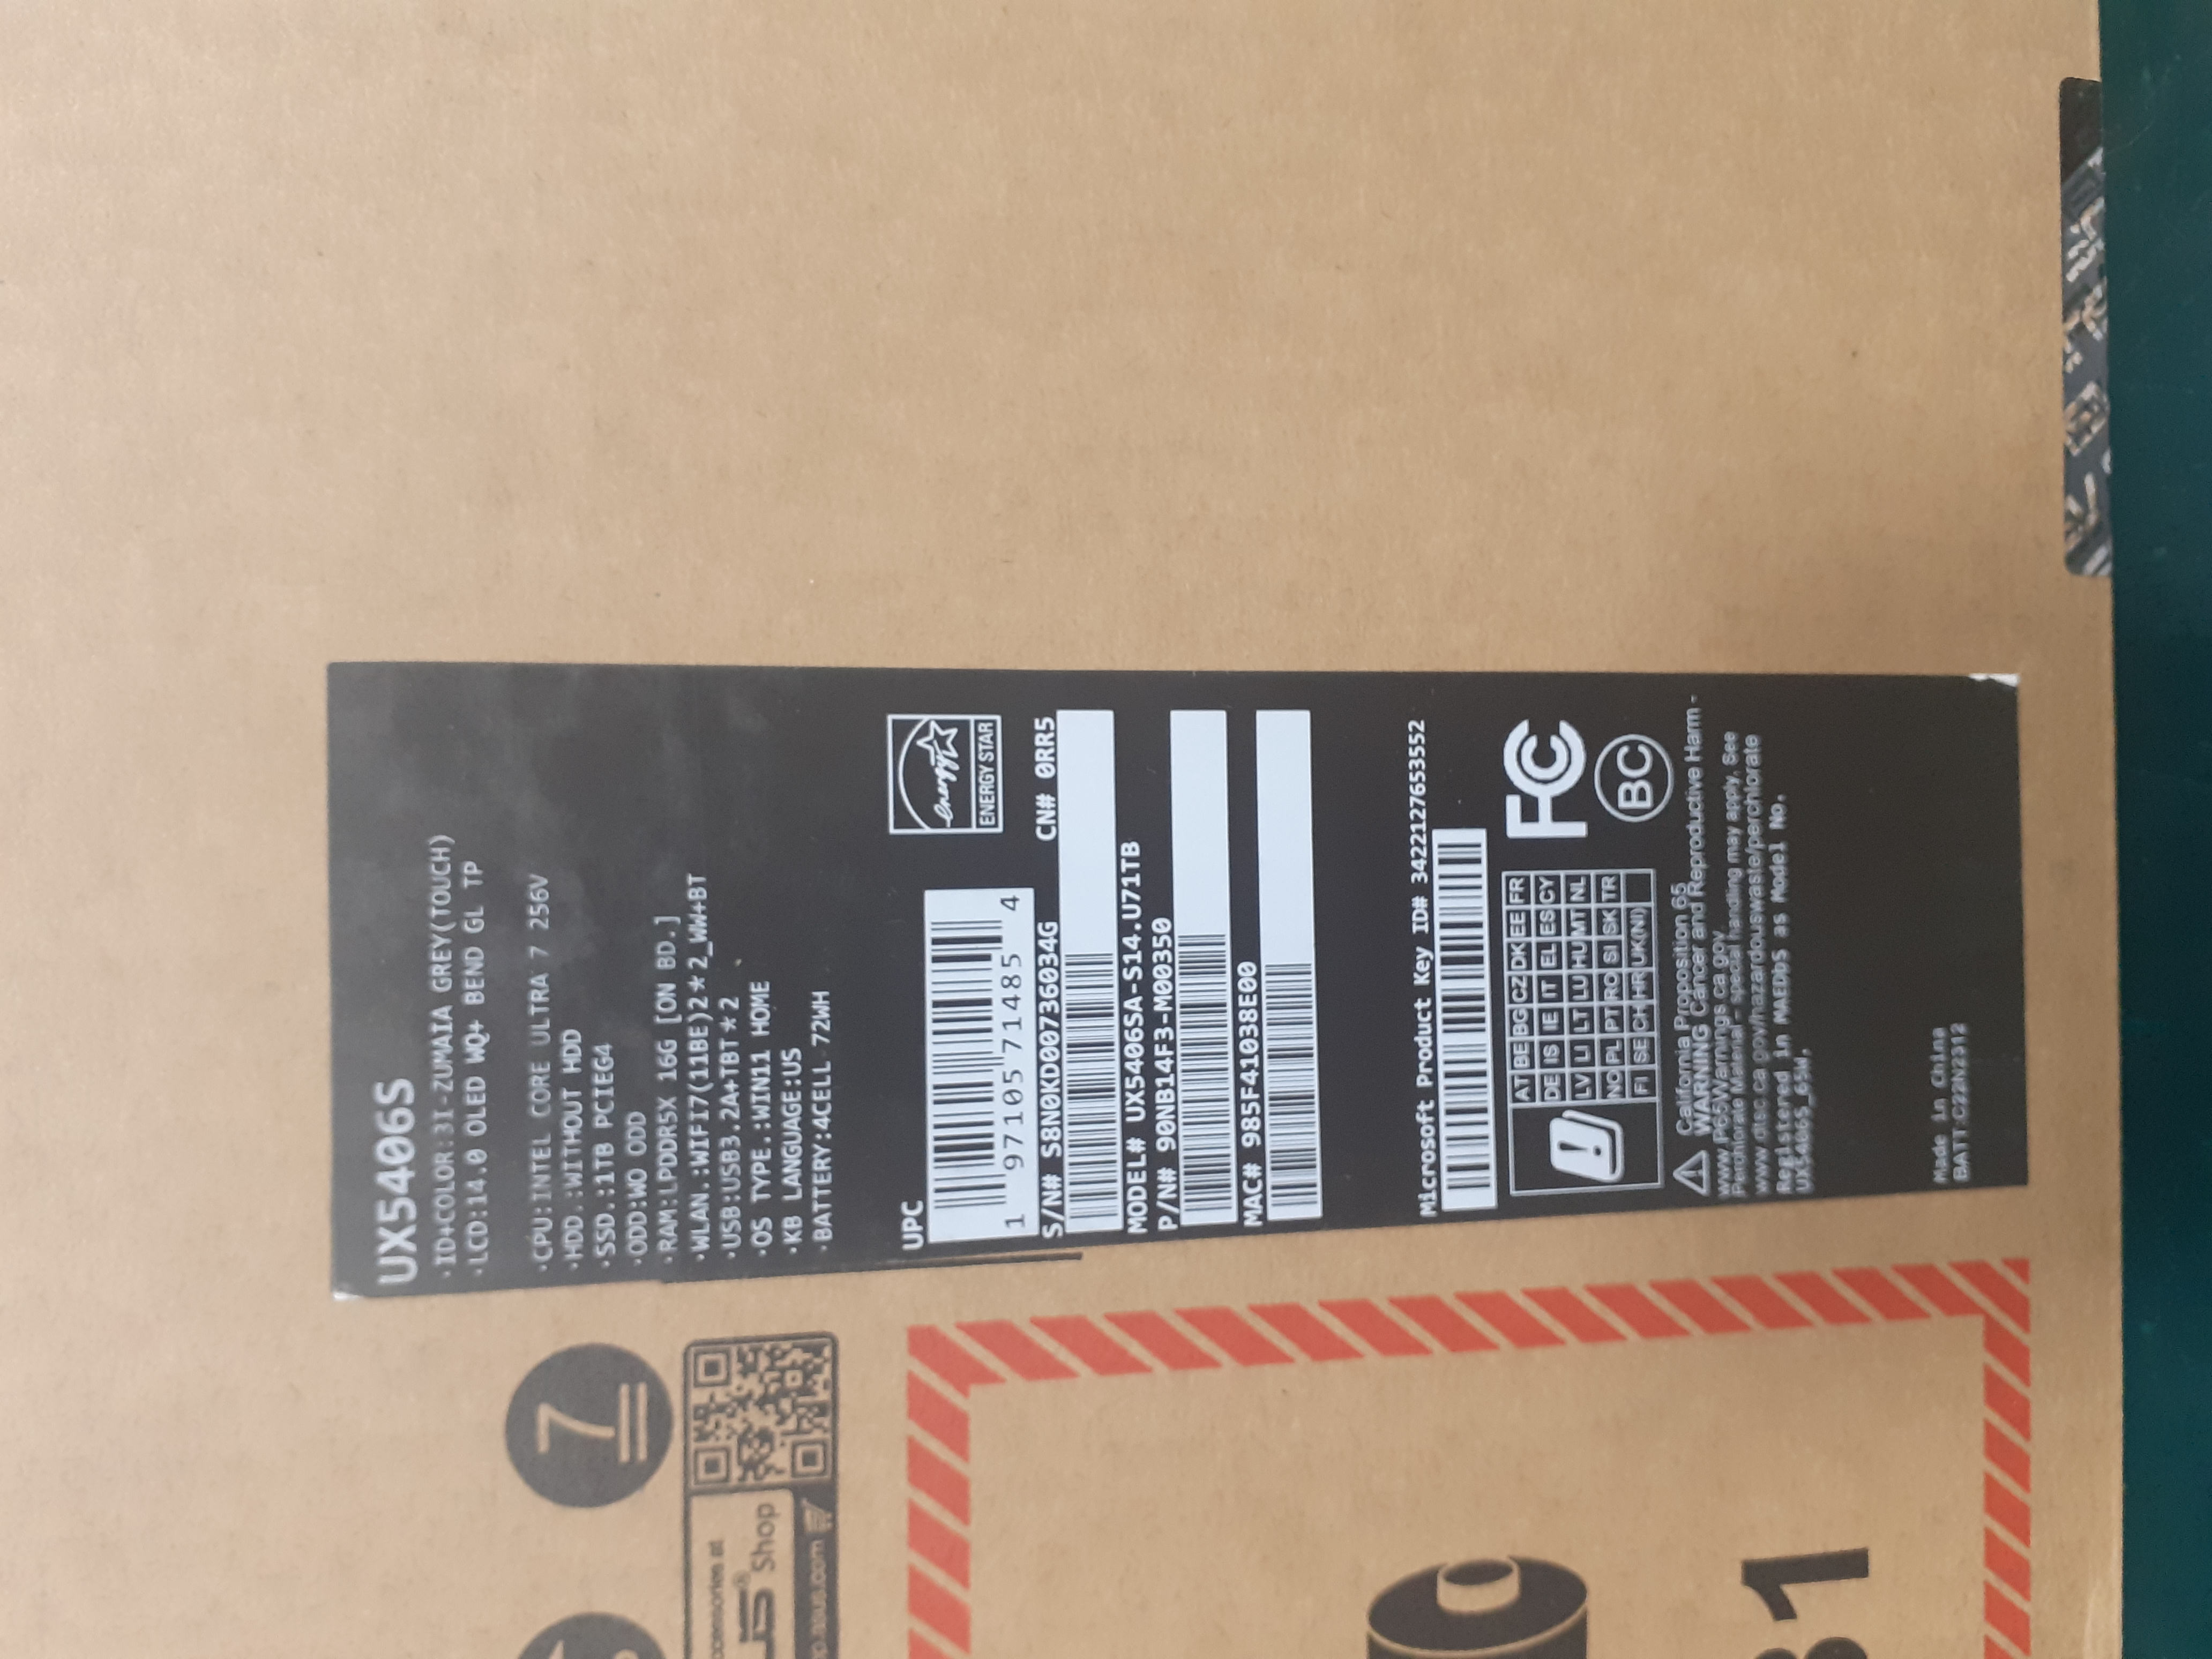 UX5406S
·ID+COLOR:3I-ZUMAIA GREY(TOUCH)
·LCD:14.0 OLED WQ+ BEND GL TP
·CPU:INTEL CORE ULTRA 7 256V
·HDD.:WITHOUT HDD
·SSD.:1TB PCIEG4
·ODD:WO ODD
·RAM:LPDDR5X 16G [ON BD.]
·WLAN.:WIFI7(11BE)2*2_WW+BT
·USB:USB3.2A+TBT*2
·OS TYPE.:WIN11 HOME
·KB LANGUAGE:US
·BATTERY:4CELL 72WH
UPC
1 97105 71485 4
energy
ENERGY STAR
S/N# S8N0KD00736034G CN# 0RR5
MODEL# UX5406SA-S14.U71TB
P/N# 90NB14F3-M00350
MAC# 985F41038E00
Microsoft Product Key ID# 3422127653552
AT BE BG CZ DK EE FR
DE IS IE IT EL ES CY
LV LI LT LU HU MT NL
NO PL PT RO SI SK TR
FI SE CH HR UK(NI)
FC
BC
California Proposition 65
WARNING Cancer and Reproductive Harm -
www.P65Warnings.ca.gov
Perchlorate Material - special handling may apply, See
www.dtsc.ca.gov/hazardouswaste/perchlorate
Registered in MAEDbS as Model No.
UX5406S_65W.
Made in China
BATT:C22N2312
7
Shop